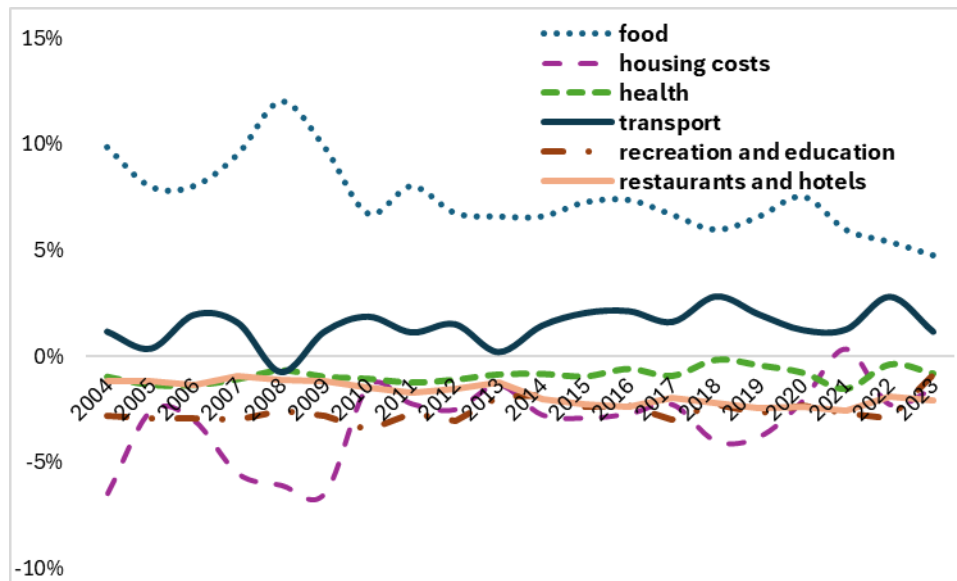 15%
food
housing costs
health
transport
recreation and education
restaurants and hotels
10%
5%
0%
2004 2005 2006 2007 2008 2009 2010 2011 2012 2013 2014 2015 2016 2017 2018 2019 2020 2021 2022 2023
-5%
-10%